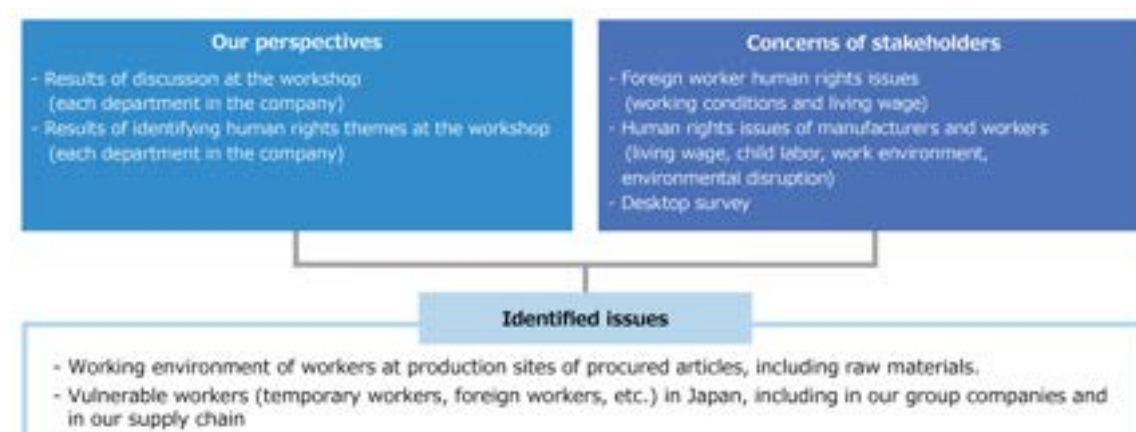 Our perspectives
- Results of discussion at the workshop
(each department in the company)
- Results of identifying human rights themes at the workshop
(each department in the company)
Concerns of stakeholders
- Foreign worker human rights issues
(working conditions and living wage)
- Human rights issues of manufacturers and workers
(living wage, child labor, work environment,
environmental disruption)
- Desktop survey
Identified issues
- Working environment of workers at production sites of procured articles, including raw materials.
- Vulnerable workers (temporary workers, foreign workers, etc.) in Japan, including in our group companies and
in our supply chain